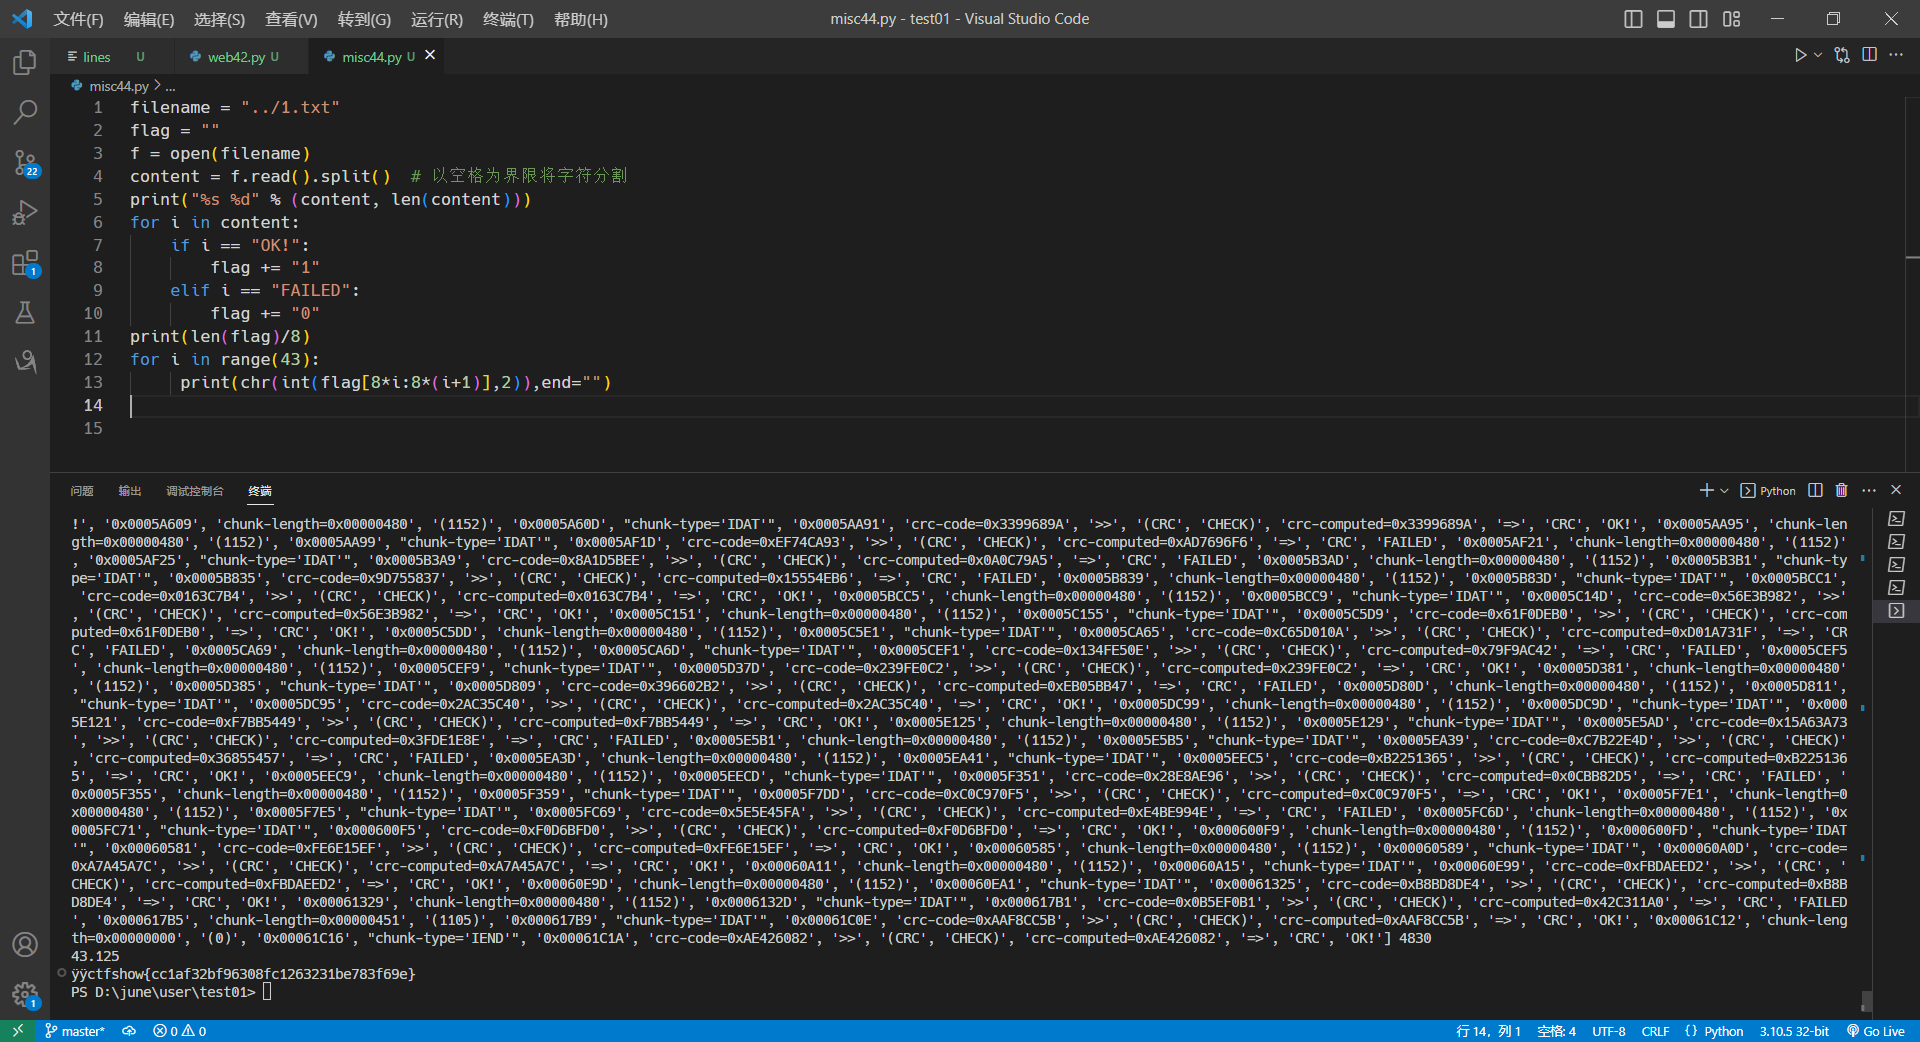 文件(F) 编辑(E) 选择(S) 查看(V) 转到(G) 运行(R) 终端(T) 帮助(H) misc44.py - test01 - Visual Studio Code
lines U web42.py U misc44.py U
misc44.py > ...
1 filename = "../1.txt"
2 flag = ""
3 f = open(filename)
4 content = f.read().split()  # 以空格为界限将字符分割
5 print("%s %d" % (content, len(content)))
6 for i in content:
7     if i == "OK!":
8         flag += "1"
9     elif i == "FAILED":
10         flag += "0"
11 print(len(flag)/8)
12 for i in range(43):
13      print(chr(int(flag[8*i:8*(i+1)],2)),end="")
14
15
22
1
问题 输出 调试控制台 终端 Python
!', '0x0005A609', 'chunk-length=0x00000480', '(1152)', '0x0005A60D', "chunk-type='IDAT'", '0x0005AA91', 'crc-code=0x3399689A', '>>', '(CRC', 'CHECK)', 'crc-computed=0x3399689A', '=>', 'CRC', 'OK!', '0x0005AA95', 'chunk-len
gth=0x00000480', '(1152)', '0x0005AA99', "chunk-type='IDAT'", '0x0005AF1D', 'crc-code=0xEF74CA93', '>>', '(CRC', 'CHECK)', 'crc-computed=0xAD7696F6', '=>', 'CRC', 'FAILED', '0x0005AF21', 'chunk-length=0x00000480', '(1152)'
, '0x0005AF25', "chunk-type='IDAT'", '0x0005B3A9', 'crc-code=0x8A1D5BEE', '>>', '(CRC', 'CHECK)', 'crc-computed=0x0A0C79A5', '=>', 'CRC', 'FAILED', '0x0005B3AD', 'chunk-length=0x00000480', '(1152)', '0x0005B3B1', "chunk-ty
pe='IDAT'", '0x0005B835', 'crc-code=0x9D755837', '>>', '(CRC', 'CHECK)', 'crc-computed=0x15554EB6', '=>', 'CRC', 'FAILED', '0x0005B839', 'chunk-length=0x00000480', '(1152)', '0x0005B83D', "chunk-type='IDAT'", '0x0005BCC1',
'crc-code=0x0163C7B4', '>>', '(CRC', 'CHECK)', 'crc-computed=0x0163C7B4', '=>', 'CRC', 'OK!', '0x0005BCC5', 'chunk-length=0x00000480', '(1152)', '0x0005BCC9', "chunk-type='IDAT'", '0x0005C14D', 'crc-code=0x56E3B982', '>>'
, '(CRC', 'CHECK)', 'crc-computed=0x56E3B982', '=>', 'CRC', 'OK!', '0x0005C151', 'chunk-length=0x00000480', '(1152)', '0x0005C155', "chunk-type='IDAT'", '0x0005C5D9', 'crc-code=0x61F0DEB0', '>>', '(CRC', 'CHECK)', 'crc-com
puted=0x61F0DEB0', '=>', 'CRC', 'OK!', '0x0005C5DD', 'chunk-length=0x00000480', '(1152)', '0x0005C5E1', "chunk-type='IDAT'", '0x0005CA65', 'crc-code=0xC65D010A', '>>', '(CRC', 'CHECK)', 'crc-computed=0xD01A731F', '=>', 'CR
C', 'FAILED', '0x0005CA69', 'chunk-length=0x00000480', '(1152)', '0x0005CA6D', "chunk-type='IDAT'", '0x0005CEF1', 'crc-code=0x134FE50E', '>>', '(CRC', 'CHECK)', 'crc-computed=0x79F9AC42', '=>', 'CRC', 'FAILED', '0x0005CEF5
', 'chunk-length=0x00000480', '(1152)', '0x0005CEF9', "chunk-type='IDAT'", '0x0005D37D', 'crc-code=0x239FE0C2', '>>', '(CRC', 'CHECK)', 'crc-computed=0x239FE0C2', '=>', 'CRC', 'OK!', '0x0005D381', 'chunk-length=0x00000480'
, '(1152)', '0x0005D385', "chunk-type='IDAT'", '0x0005D809', 'crc-code=0x396602B2', '>>', '(CRC', 'CHECK)', 'crc-computed=0xEB05BB47', '=>', 'CRC', 'FAILED', '0x0005D80D', 'chunk-length=0x00000480', '(1152)', '0x0005D811',
"chunk-type='IDAT'", '0x0005DC95', 'crc-code=0x2AC35C40', '>>', '(CRC', 'CHECK)', 'crc-computed=0x2AC35C40', '=>', 'CRC', 'OK!', '0x0005DC99', 'chunk-length=0x00000480', '(1152)', '0x0005DC9D', "chunk-type='IDAT'", '0x000
5E121', 'crc-code=0xF7BB5449', '>>', '(CRC', 'CHECK)', 'crc-computed=0xF7BB5449', '=>', 'CRC', 'OK!', '0x0005E125', 'chunk-length=0x00000480', '(1152)', '0x0005E129', "chunk-type='IDAT'", '0x0005E5AD', 'crc-code=0x15A63A73
', '>>', '(CRC', 'CHECK)', 'crc-computed=0x3FDE1E8E', '=>', 'CRC', 'FAILED', '0x0005E5B1', 'chunk-length=0x00000480', '(1152)', '0x0005E5B5', "chunk-type='IDAT'", '0x0005EA39', 'crc-code=0xC7B22E4D', '>>', '(CRC', 'CHECK)'
, 'crc-computed=0x36855457', '=>', 'CRC', 'FAILED', '0x0005EA3D', 'chunk-length=0x00000480', '(1152)', '0x0005EA41', "chunk-type='IDAT'", '0x0005EEC5', 'crc-code=0xB2251365', '>>', '(CRC', 'CHECK)', 'crc-computed=0xB225136
5', '=>', 'CRC', 'OK!', '0x0005EEC9', 'chunk-length=0x00000480', '(1152)', '0x0005EECD', "chunk-type='IDAT'", '0x0005F351', 'crc-code=0x28E8AE96', '>>', '(CRC', 'CHECK)', 'crc-computed=0x0CBB82D5', '=>', 'CRC', 'FAILED', '
0x0005F355', 'chunk-length=0x00000480', '(1152)', '0x0005F359', "chunk-type='IDAT'", '0x0005F7DD', 'crc-code=0xC0C970F5', '>>', '(CRC', 'CHECK)', 'crc-computed=0xC0C970F5', '=>', 'CRC', 'OK!', '0x0005F7E1', 'chunk-length=0
x00000480', '(1152)', '0x0005F7E5', "chunk-type='IDAT'", '0x0005FC69', 'crc-code=0x5E5E45FA', '>>', '(CRC', 'CHECK)', 'crc-computed=0xE4BE994E', '=>', 'CRC', 'FAILED', '0x0005FC6D', 'chunk-length=0x00000480', '(1152)', '0x
0005FC71', "chunk-type='IDAT'", '0x000600F5', 'crc-code=0xF0D6BFD0', '>>', '(CRC', 'CHECK)', 'crc-computed=0xF0D6BFD0', '=>', 'CRC', 'OK!', '0x000600F9', 'chunk-length=0x00000480', '(1152)', '0x000600FD', "chunk-type='IDAT
'", '0x00060581', 'crc-code=0xFE6E15EF', '>>', '(CRC', 'CHECK)', 'crc-computed=0xFE6E15EF', '=>', 'CRC', 'OK!', '0x00060585', 'chunk-length=0x00000480', '(1152)', '0x00060589', "chunk-type='IDAT'", '0x00060A0D', 'crc-code=
0xA7A45A7C', '>>', '(CRC', 'CHECK)', 'crc-computed=0xA7A45A7C', '=>', 'CRC', 'OK!', '0x00060A11', 'chunk-length=0x00000480', '(1152)', '0x00060A15', "chunk-type='IDAT'", '0x00060E99', 'crc-code=0xFBDAEED2', '>>', '(CRC', '
CHECK)', 'crc-computed=0xFBDAEED2', '=>', 'CRC', 'OK!', '0x00060E9D', 'chunk-length=0x00000480', '(1152)', '0x00060EA1', "chunk-type='IDAT'", '0x00061325', 'crc-code=0xB8BD8DE4', '>>', '(CRC', 'CHECK)', 'crc-computed=0xB8B
D8DE4', '=>', 'CRC', 'OK!', '0x00061329', 'chunk-length=0x00000480', '(1152)', '0x0006132D', "chunk-type='IDAT'", '0x000617B1', 'crc-code=0x0B5EF0B1', '>>', '(CRC', 'CHECK)', 'crc-computed=0x42C311A0', '=>', 'CRC', 'FAILED
', '0x000617B5', 'chunk-length=0x00000451', '(1105)', '0x000617B9', "chunk-type='IDAT'", '0x00061C0E', 'crc-code=0xAAF8CC5B', '>>', '(CRC', 'CHECK)', 'crc-computed=0xAAF8CC5B', '=>', 'CRC', 'OK!', '0x00061C12', 'chunk-leng
th=0x00000000', '(0)', '0x00061C16', "chunk-type='IEND'", '0x00061C1A', 'crc-code=0xAE426082', '>>', '(CRC', 'CHECK)', 'crc-computed=0xAE426082', '=>', 'CRC', 'OK!'] 4830
43.125
ÿÿctfshow{cc1af32bf96308fc1263231be783f69e}
PS D:\june\user\test01>
1
master* 0 0 行 14, 列 1 空格: 4 UTF-8 CRLF {} Python 3.10.5 32-bit Go Live